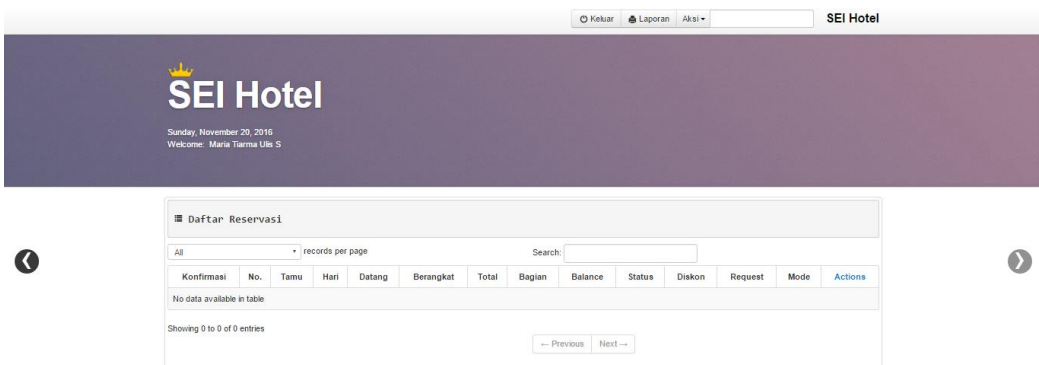 Keluar Laporan Aksi SEI Hotel
SEI Hotel
Sunday, November 20, 2016
Welcome: Maria Tiarma Ulis S
Daftar Reservasi
All records per page Search:
Konfirmasi No. Tamu Hari Datang Berangkat Total Bagian Balance Status Diskon Request Mode Actions
No data available in table
Showing 0 to 0 of 0 entries
← Previous Next →